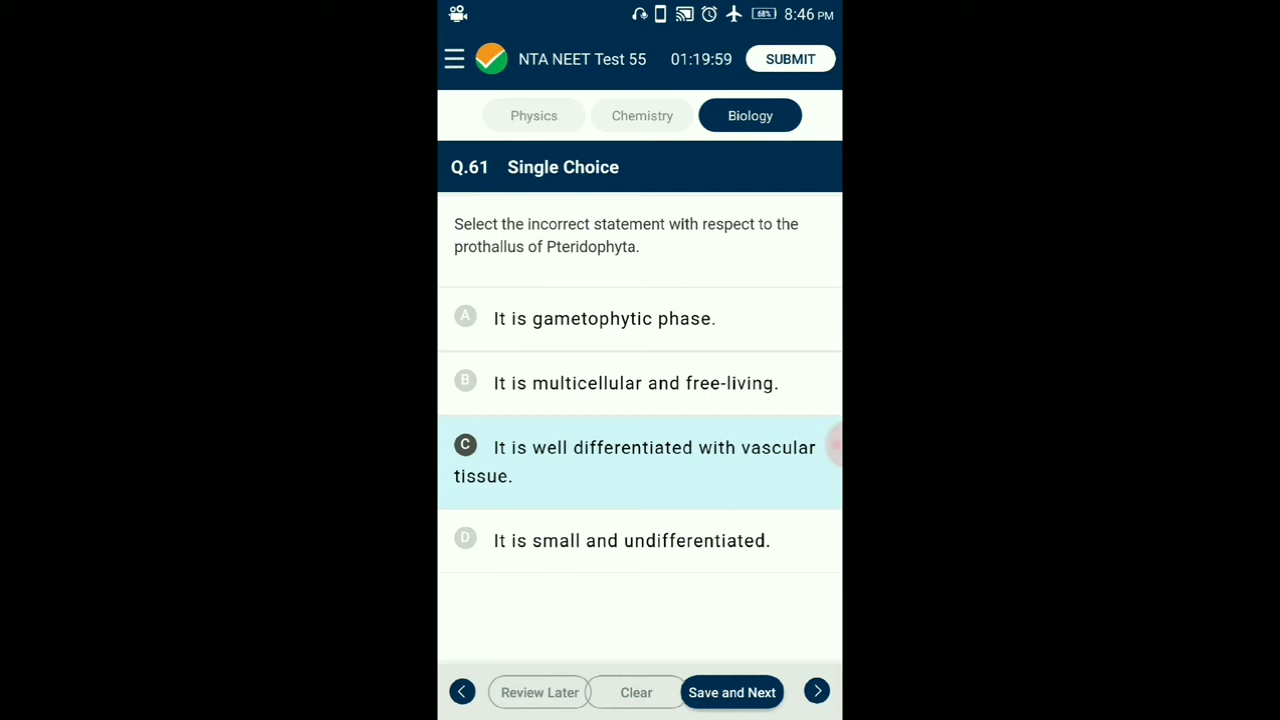 68% 8:46 PM
NTA NEET Test 55 01:19:59 SUBMIT
Physics Chemistry Biology
Q.61 Single Choice
Select the incorrect statement with respect to the
prothallus of Pteridophyta.
A It is gametophytic phase.
B It is multicellular and free-living.
C It is well differentiated with vascular
tissue.
D It is small and undifferentiated.
Review Later Clear Save and Next